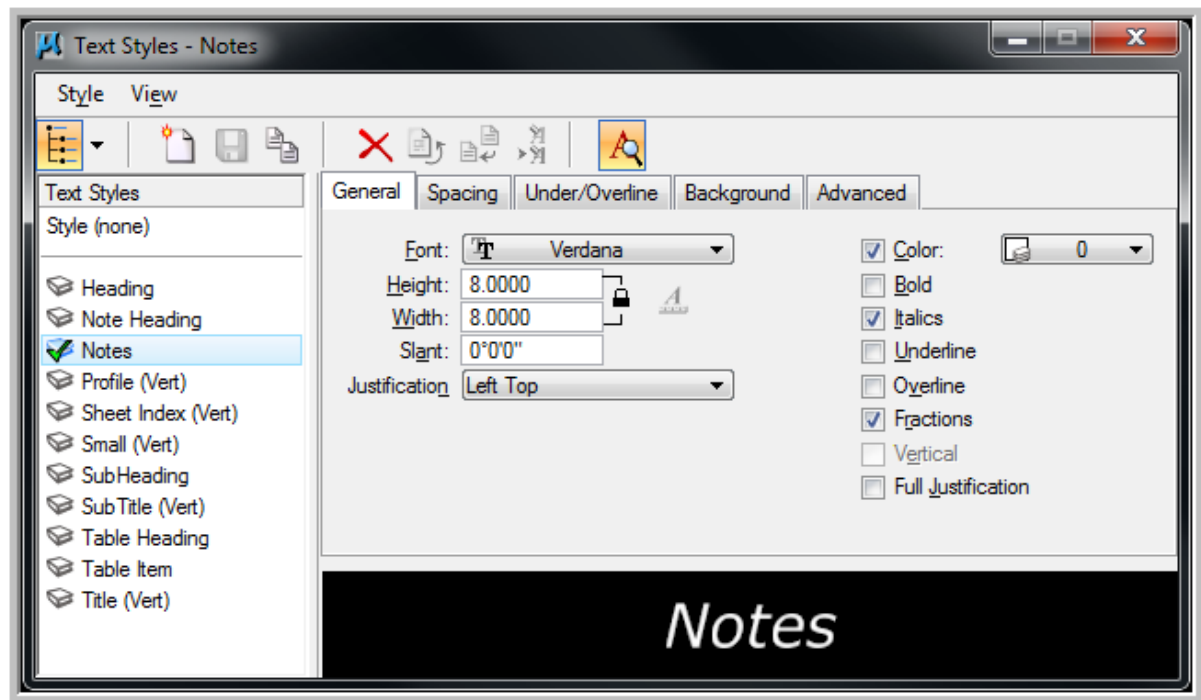 Text Styles - Notes
Style View
Text Styles
Style (none)
Heading
Note Heading
Notes
Profile (Vert)
Sheet Index (Vert)
Small (Vert)
SubHeading
SubTitle (Vert)
Table Heading
Table Item
Title (Vert)
General Spacing Under/Overline Background Advanced
Font: Verdana
Height: 8.0000
Width: 8.0000
Slant: 0°0'0"
Justification Left Top
Color: 0
Bold
Italics
Underline
Overline
Fractions
Vertical
Full Justification
Notes